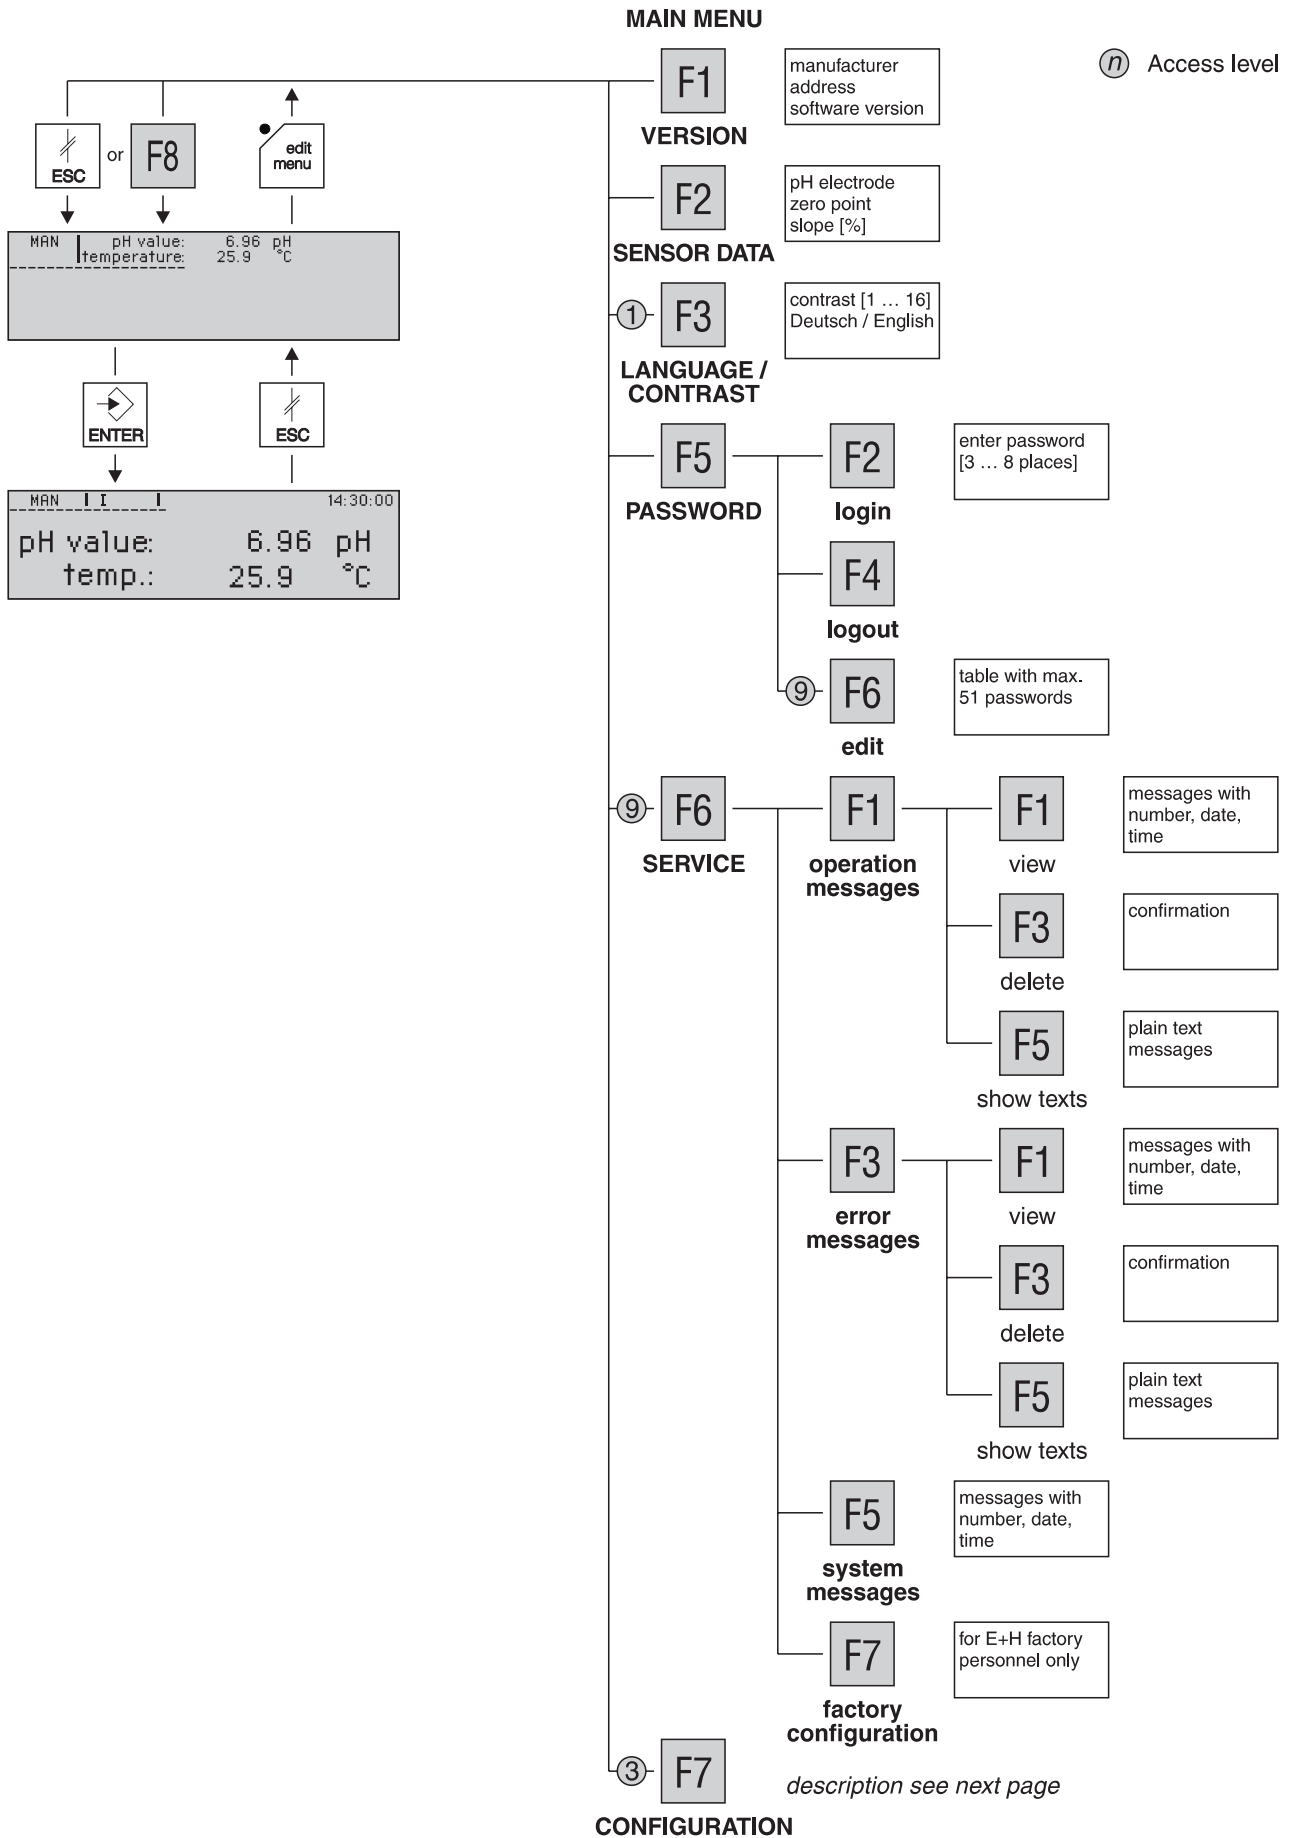 MAIN MENU
n Access level
F1
manufacturer
address
software version
VERSION
ESC
or
F8
edit
menu
F2
pH electrode
zero point
slope [%]
SENSOR DATA
MAN pH value: 6.96 pH
temperature: 25.9 °C
1
F3
contrast [1 … 16]
Deutsch / English
LANGUAGE /
CONTRAST
ENTER
ESC
F5
PASSWORD
F2
login
enter password
[3 … 8 places]
MAN I 14:30:00
pH value: 6.96 pH
temp.: 25.9 °C
F4
logout
9
F6
edit
table with max.
51 passwords
9
F6
SERVICE
F1
operation
messages
F1
view
messages with
number, date,
time
F3
delete
confirmation
F5
show texts
plain text
messages
F3
error
messages
F1
view
messages with
number, date,
time
F3
delete
confirmation
F5
show texts
plain text
messages
F5
system
messages
messages with
number, date,
time
F7
factory
configuration
for E+H factory
personnel only
3
F7
CONFIGURATION
description see next page